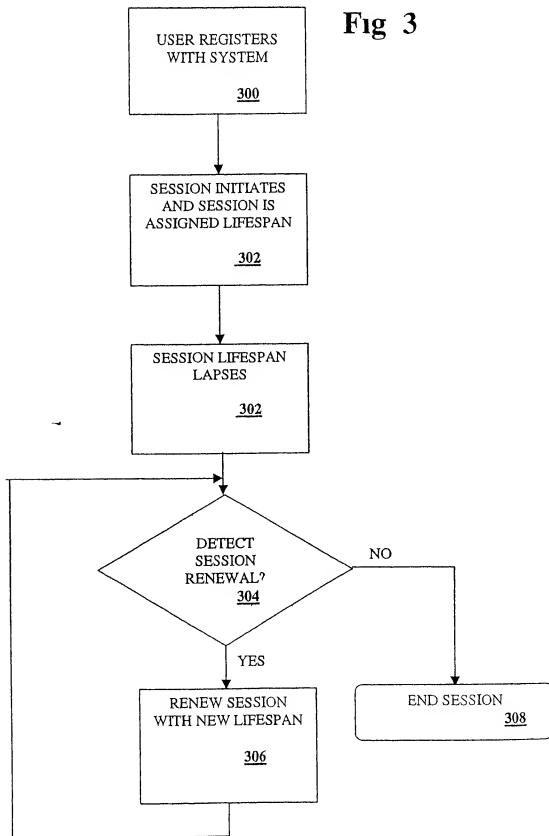 Fig 3
USER REGISTERS
WITH SYSTEM
300
SESSION INITIATES
AND SESSION IS
ASSIGNED LIFESPAN
302
SESSION LIFESPAN
LAPSES
302
DETECT
SESSION
RENEWAL?
304
NO
YES
RENEW SESSION
WITH NEW LIFESPAN
306
END SESSION
308